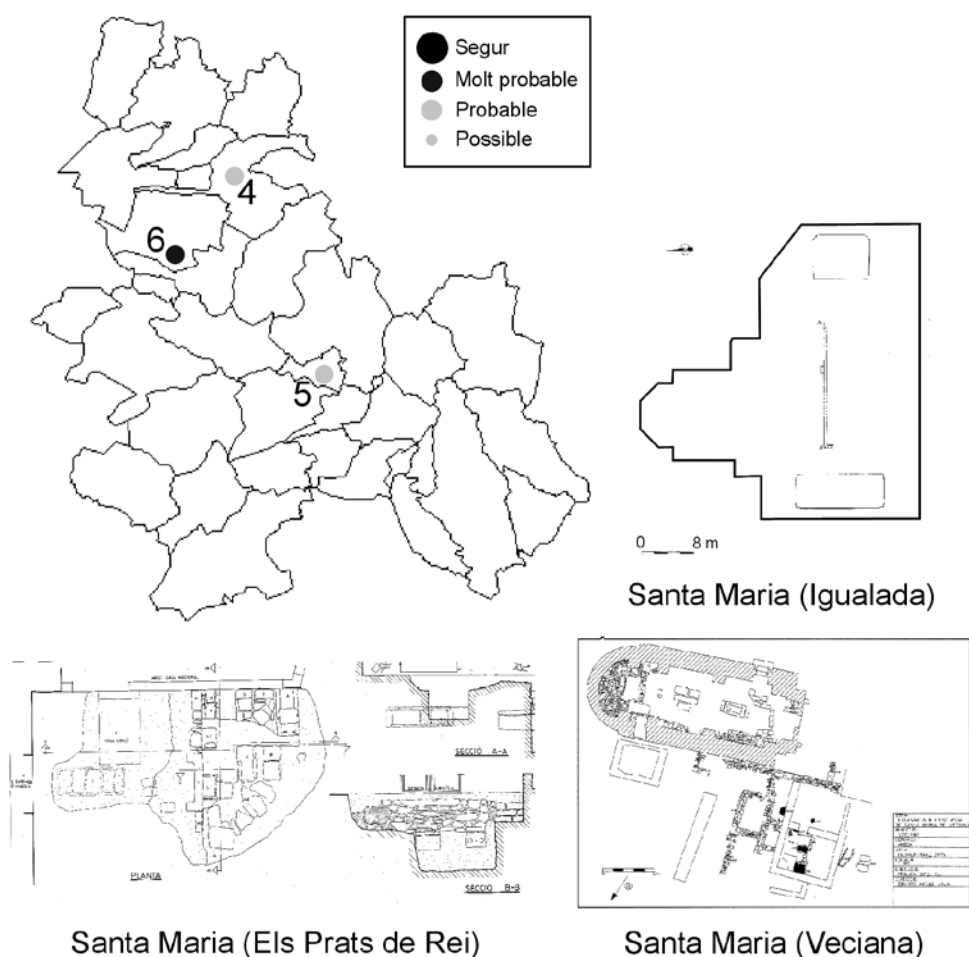 Segur
Molt probable
Probable
Possible
4
6
5
0 8 m
Santa Maria (Igualada)
SECCIÓ A-A
PLANTA
SECCIÓ B-B
Santa Maria (Els Prats de Rei)
Santa Maria (Veciana)